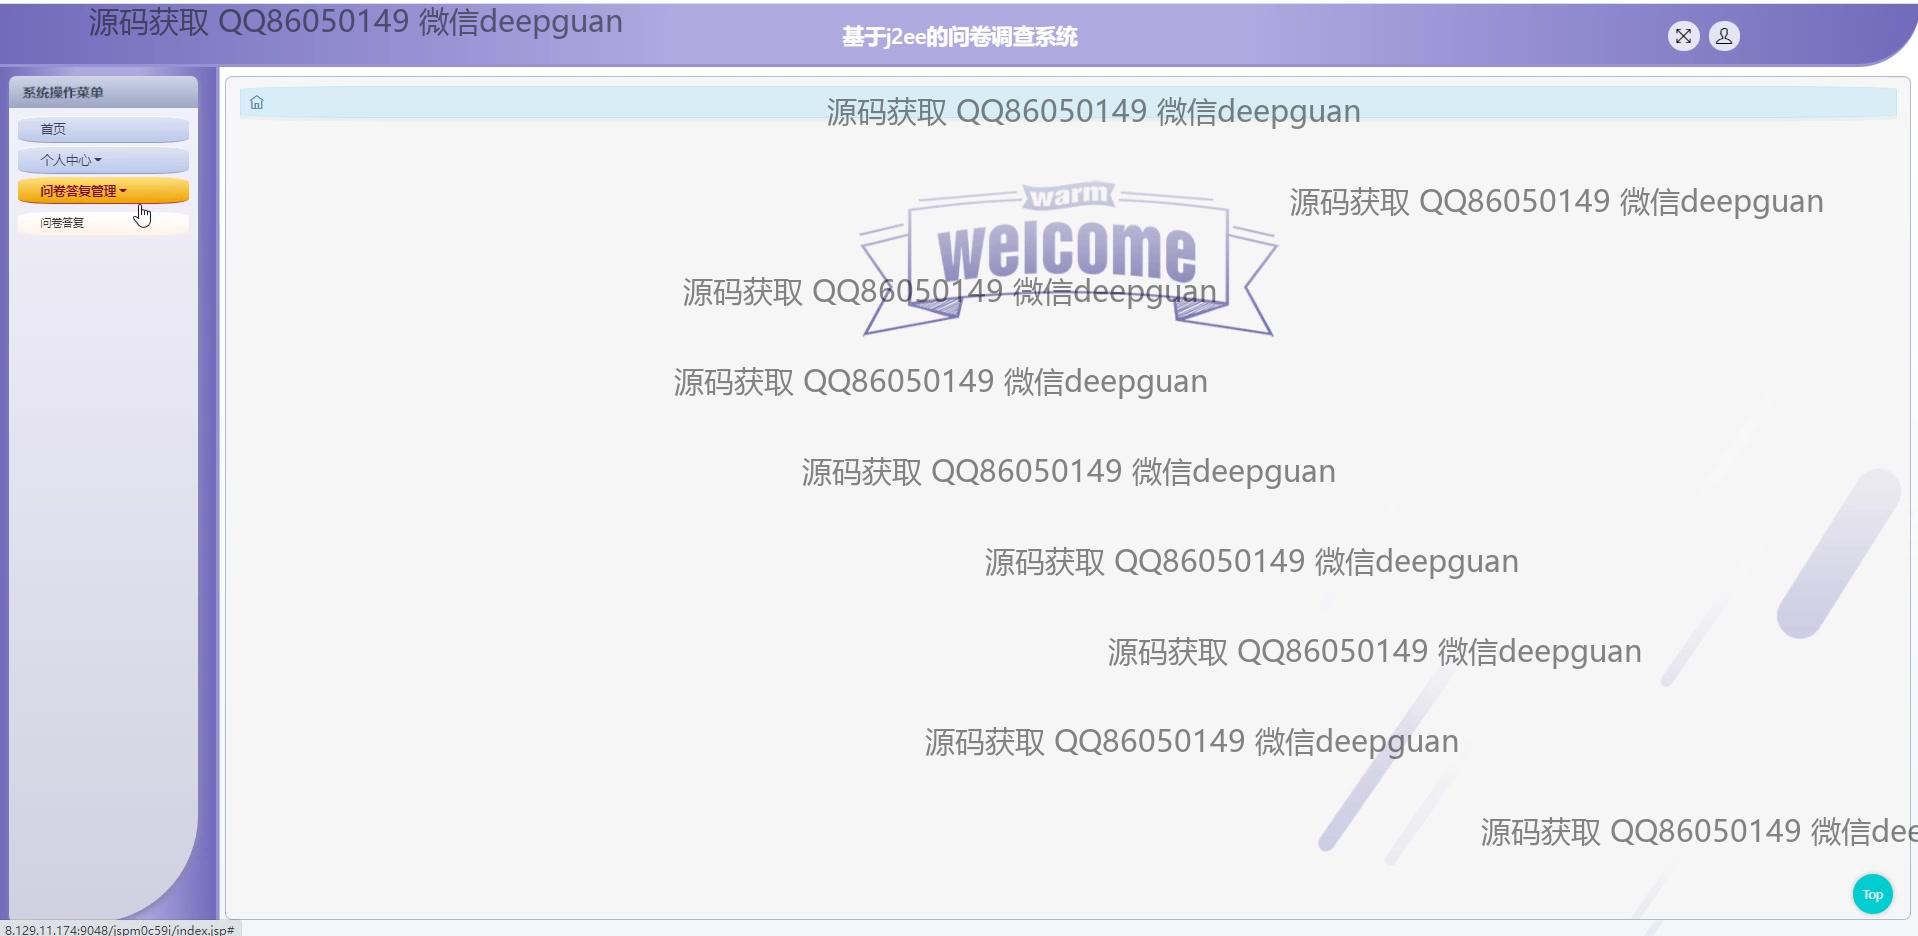 源码获取 QQ86050149 微信deepguan
基于j2ee的问卷调查系统
系统操作菜单
首页
个人中心
问卷答复管理
问卷答复
源码获取 QQ86050149 微信deepguan
warm
源码获取 QQ86050149 微信deepguan
welcome
源码获取 QQ86050149 微信deepguan
源码获取 QQ86050149 微信deepguan
源码获取 QQ86050149 微信deepguan
源码获取 QQ86050149 微信deepguan
源码获取 QQ86050149 微信deepguan
源码获取 QQ86050149 微信deepguan
源码获取 QQ86050149 微信dee
Top
8.129.11.174:9048/jspm0c59i/index.jsp#